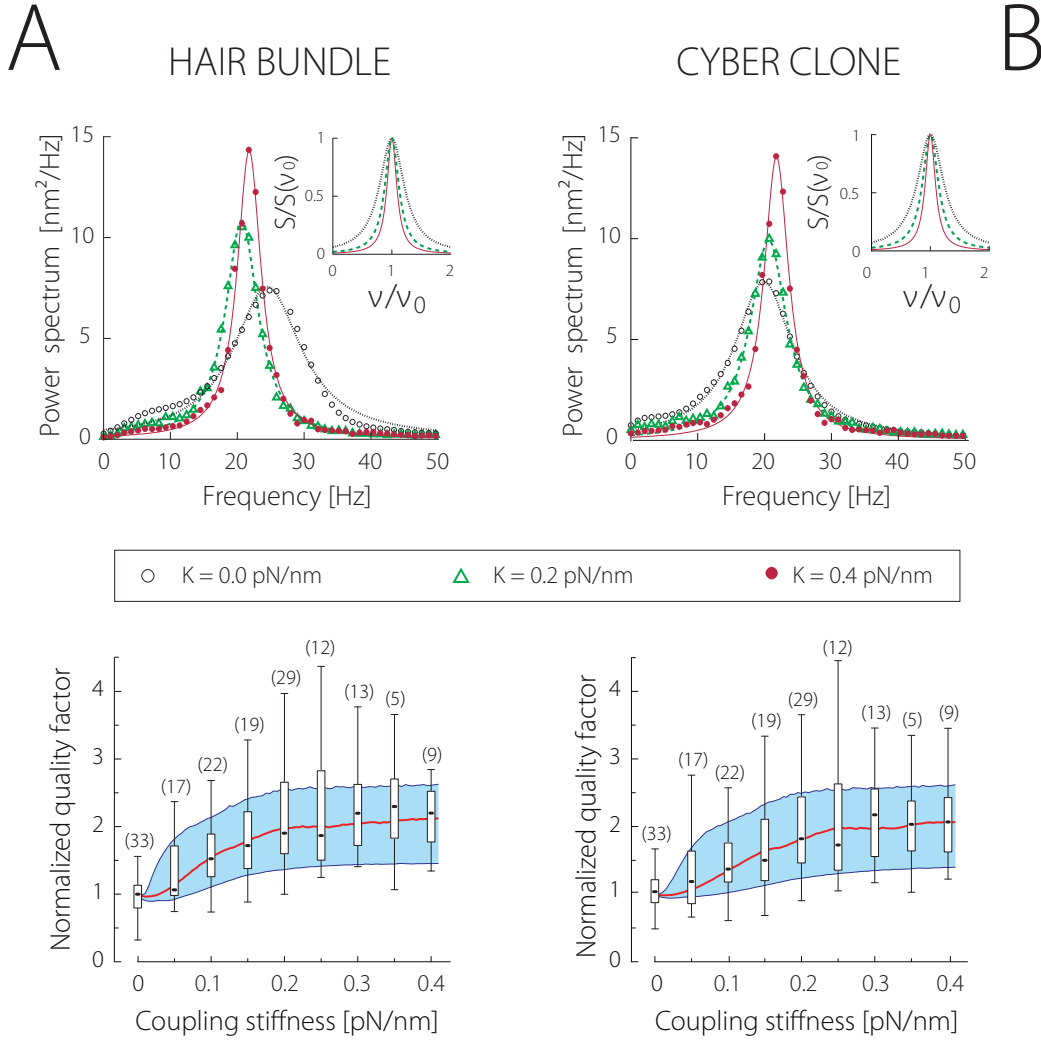 A
HAIR BUNDLE
CYBER CLONE
B
Power spectrum [nm²/Hz]
15
10
5
0
0 10 20 30 40 50
Frequency [Hz]
S/S(ν₀)
1
0.5
0
0 1 2
ν/ν₀
Power spectrum [nm²/Hz]
15
10
5
0
0 10 20 30 40 50
Frequency [Hz]
S/S(ν₀)
1
0.5
0
0 1 2
ν/ν₀
K = 0.0 pN/nm
K = 0.2 pN/nm
K = 0.4 pN/nm
Normalized quality factor
4
3
2
1
0
(33) (17) (22) (19) (29) (12) (13) (5) (9)
0 0.1 0.2 0.3 0.4
Coupling stiffness [pN/nm]
Normalized quality factor
4
3
2
1
0
(33) (17) (22) (19) (29) (12) (13) (5) (9)
0 0.1 0.2 0.3 0.4
Coupling stiffness [pN/nm]